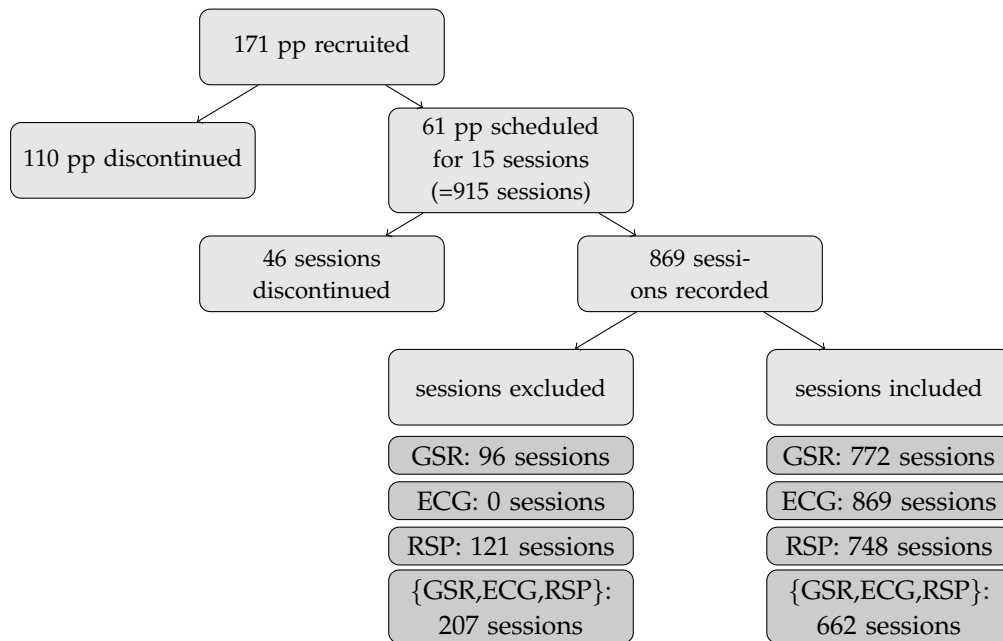 171 pp recruited
110 pp discontinued
61 pp scheduled
for 15 sessions
(=915 sessions)
46 sessions
discontinued
869 sessi-
ons recorded
sessions excluded
GSR: 96 sessions
ECG: 0 sessions
RSP: 121 sessions
{GSR,ECG,RSP}:
207 sessions
sessions included
GSR: 772 sessions
ECG: 869 sessions
RSP: 748 sessions
{GSR,ECG,RSP}:
662 sessions